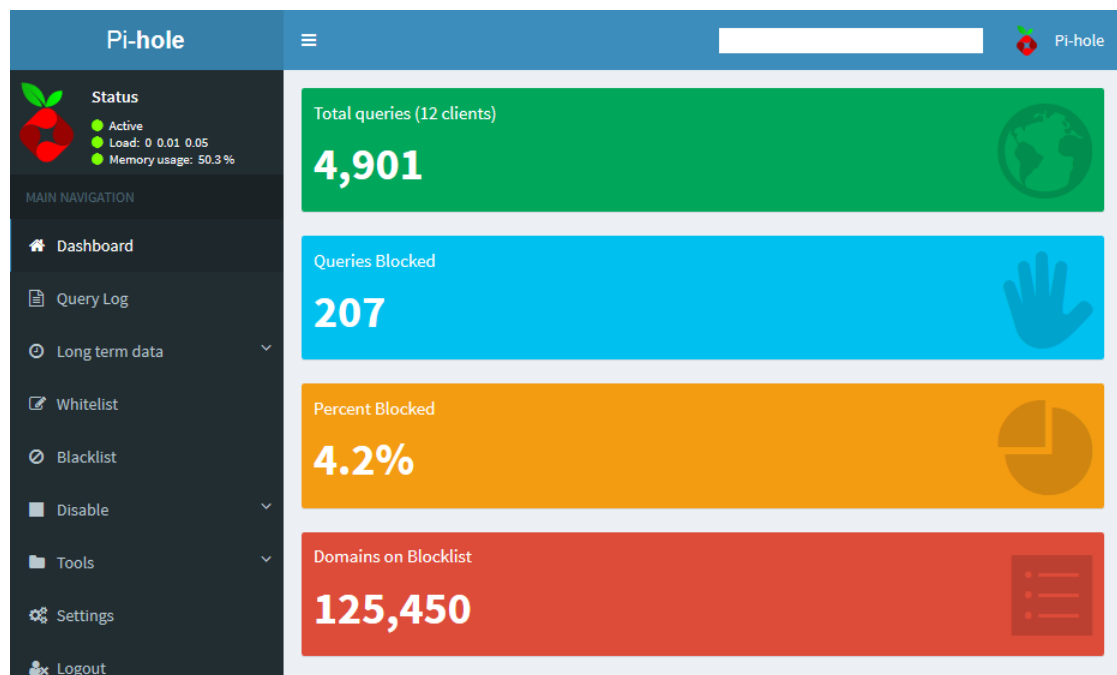 Pi-hole
Pi-hole
Status
Active
Load: 0 0.01 0.05
Memory usage: 50.3 %
MAIN NAVIGATION
Dashboard
Query Log
Long term data
Whitelist
Blacklist
Disable
Tools
Settings
Logout
Total queries (12 clients)
4,901
Queries Blocked
207
Percent Blocked
4.2%
Domains on Blocklist
125,450